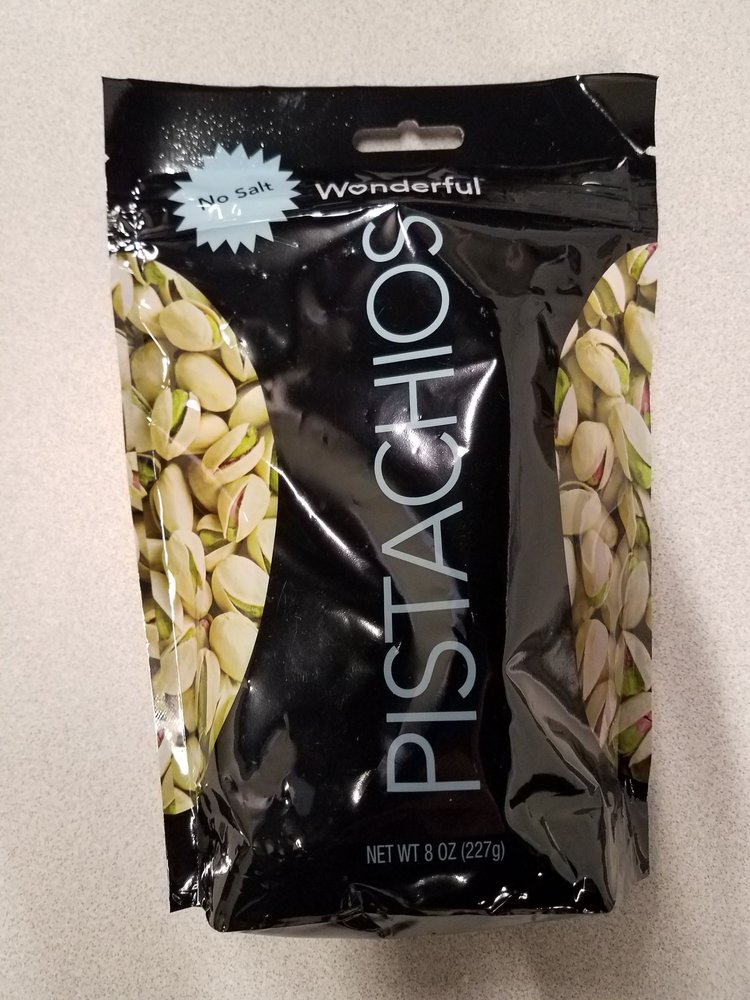 No Salt
Wonderful
PISTACHIOS
NET WT 8 OZ (227g)